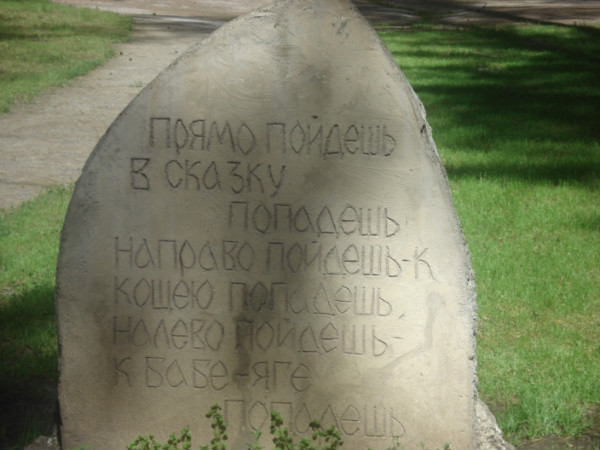 ПРЯМО ПОЙДЕШЬ
В СКАЗКУ
ПОПАДЕШЬ
НАПРАВО ПОЙДЕШЬ-К
КОЩЕЮ ПОПАДЕШЬ,
НАЛЕВО ПОЙДЕШЬ-
К БАБЕ-ЯГЕ
ПОПАДЕШЬ